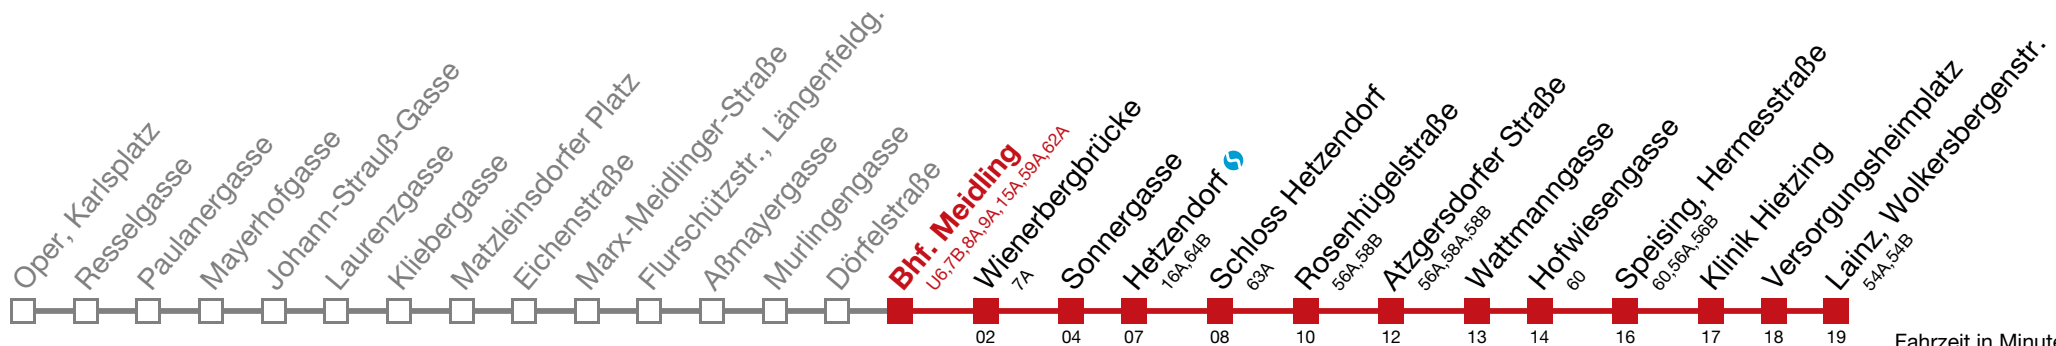 Oper, Karlsplatz
Resselgasse
Paulanergasse
Mayerhofgasse
Johann-Strauß-Gasse
Laurenzgasse
Kliebergasse
Matzleinsdorfer Platz
Eichenstraße
Marx-Meidlinger-Straße
Flurschützstr., Längenfeldg.
Aßmayergasse
Murlingengasse
Dörfelstraße
Bhf. Meidling
U6,7B,8A,9A,15A,59A,62A
Wienerbergbrücke
7A
Sonnergasse
Hetzendorf
16A,64B
Schloss Hetzendorf
63A
Rosenhügelstraße
56A,58B
Atzgersdorfer Straße
56A,58A,58B
Wattmanngasse
Hofwiesengasse
60
Speising, Hermesstraße
60,56A,56B
Klinik Hietzing
Versorgungsheimplatz
Lainz, Wolkersbergenstr.
54A,54B
02 04 07 08 10 12 13 14 16 17 18 19
Fahrzeit in Minute